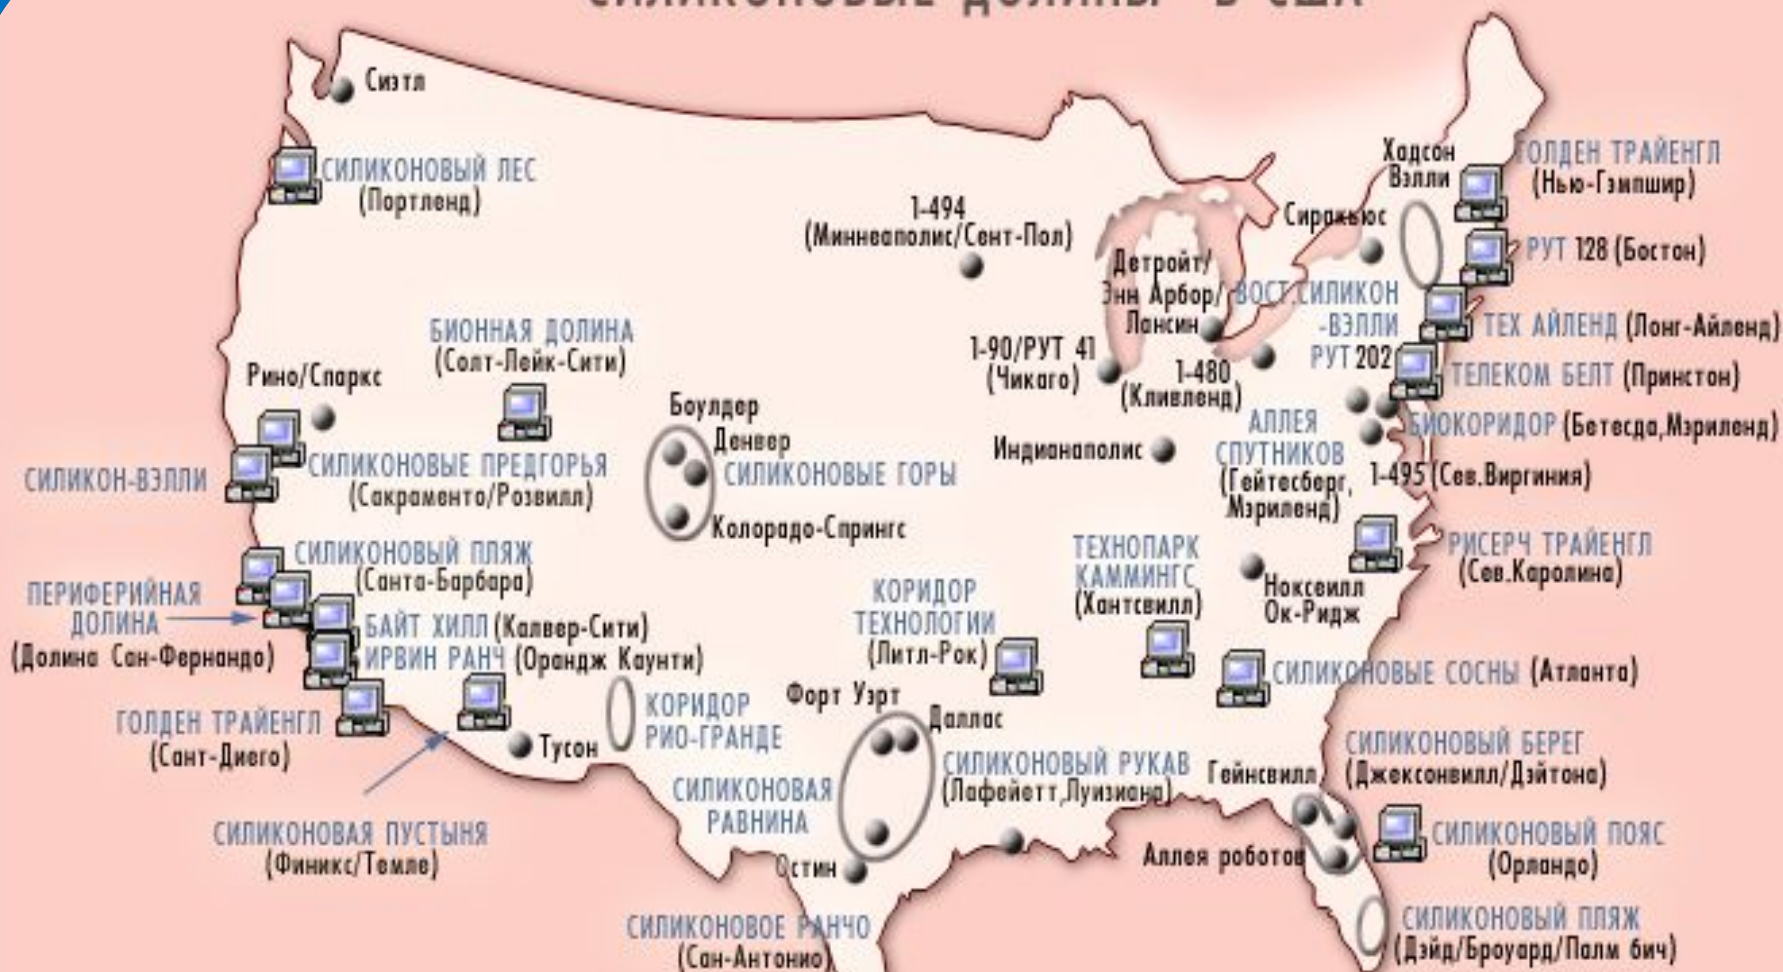 СИЛИКОНОВЫЕ ДОЛИНЫ В США
Сиэтл
СИЛИКОНОВЫЙ ЛЕС
(Портленд)
1-494
(Миннеаполис/Сент-Пол)
Хадсон
Вэлли
ГОЛДЕН ТРАЙЕНГЛ
(Нью-Гэмпшир)
Сиракьюс
РУТ 128 (Бостон)
Детройт/
Энн Арбор/
Лансин
ВОСТ.СИЛИКОН
-ВЭЛЛИ
РУТ 202
ТЕХ АЙЛЕНД (Лонг-Айленд)
ТЕЛЕКОМ БЕЛТ (Принстон)
БИОННАЯ ДОЛИНА
(Солт-Лейк-Сити)
1-90/РУТ 41
(Чикаго)
1-480
(Кливленд)
Рино/Спаркс
Боулдер
Денвер
СИЛИКОНОВЫЕ ГОРЫ
Колорадо-Спрингс
Индианаполис
АЛЛЕЯ
СПУТНИКОВ
(Гейтесберг,
Мэриленд)
БИОКОРИДОР (Бетесда,Мэриленд)
1-495 (Сев.Виргиния)
СИЛИКОН-ВЭЛЛИ
СИЛИКОНОВЫЕ ПРЕДГОРЬЯ
(Сакраменто/Розвилл)
СИЛИКОНОВЫЙ ПЛЯЖ
(Санта-Барбара)
ПЕРИФЕРИЙНАЯ
ДОЛИНА
(Долина Сан-Фернандо)
БАЙТ ХИЛЛ (Калвер-Сити)
ИРВИН РАНЧ (Орандж Каунти)
КОРИДОР
ТЕХНОЛОГИИ
(Литл-Рок)
ТЕХНОПАРК
КАММИНГС
(Хантсвилл)
Ноксвилл
Ок-Ридж
РИСЕРЧ ТРАЙЕНГЛ
(Сев.Каролина)
СИЛИКОНОВЫЕ СОСНЫ (Атланта)
ГОЛДЕН ТРАЙЕНГЛ
(Сант-Диего)
Тусон
КОРИДОР
РИО-ГРАНДЕ
Форт Уэрт
Даллас
СИЛИКОНОВАЯ
РАВНИНА
СИЛИКОНОВЫЙ РУКАВ
(Лафейетт,Луизиана)
Гейнсвилл
СИЛИКОНОВЫЙ БЕРЕГ
(Джексонвилл/Дэйтона)
СИЛИКОНОВАЯ ПУСТЫНЯ
(Финикс/Темпе)
Остин
Аллея роботов
СИЛИКОНОВЫЙ ПОЯС
(Орландо)
СИЛИКОНОВОЕ РАНЧО
(Сан-Антонио)
СИЛИКОНОВЫЙ ПЛЯЖ
(Дэйд/Броуард/Палм бич)